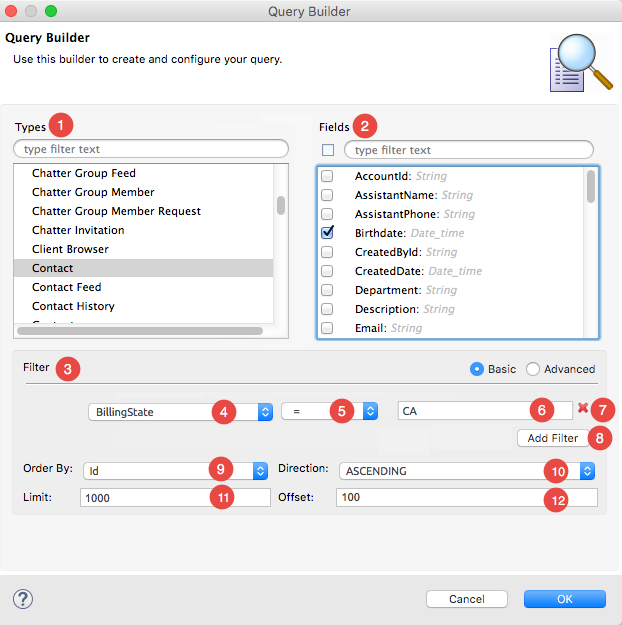 Query Builder
Query Builder
Use this builder to create and configure your query.
Types 1
Fields 2
type filter text
type filter text
Chatter Group Feed
Chatter Group Member
Chatter Group Member Request
Chatter Invitation
Client Browser
Contact
Contact Feed
Contact History
AccountId: String
AssistantName: String
AssistantPhone: String
Birthdate: Date_time
CreatedById: String
CreatedDate: Date_time
Department: String
Description: String
Email: String
Filter 3
Basic Advanced
BillingState 4 = 5 CA 6 7
Add Filter 8
Order By: Id 9 Direction: ASCENDING 10
Limit: 1000 11 Offset: 100 12
? Cancel OK